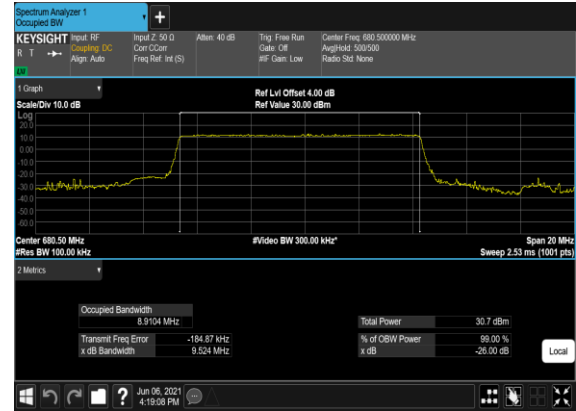 Spectrum Analyzer 1
Occupied BW
KEYSIGHT Input: RF Input Z: 50 Ω Atten: 40 dB Trig: Free Run Center Freq: 680.500000 MHz
R T Coupling: DC Corr CCorr Gate: Off Avg|Hold: 500/500
Align: Auto Freq Ref: Int (S) #IF Gain: Low Radio Std: None
LU
1 Graph
Ref Lvl Offset 4.00 dB
Scale/Div 10.0 dB Ref Value 30.00 dBm
Log
20.0
10.0
0.00
-10.0
-20.0
-30.0
-40.0
-50.0
-60.0
Center 680.50 MHz #Video BW 300.00 kHz* Span 20 MHz
#Res BW 100.00 kHz Sweep 2.53 ms (1001 pts)
2 Metrics
Occupied Bandwidth
8.9104 MHz Total Power 30.7 dBm
Transmit Freq Error -184.87 kHz % of OBW Power 99.00 %
x dB Bandwidth 9.524 MHz x dB -26.00 dB
Local
? Jun 06, 2021
4:19:08 PM